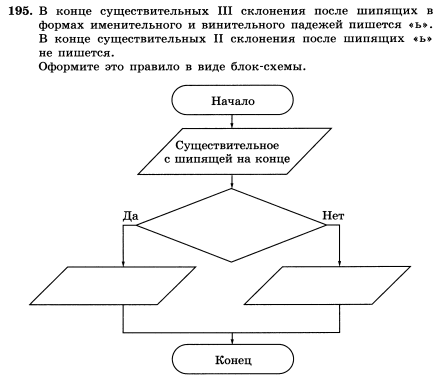 195. В конце существительных III склонения после шипящих в
формах именительного и винительного падежей пишется «ь».
В конце существительных II склонения после шипящих «ь»
не пишется.
Оформите это правило в виде блок-схемы.
Начало
Существительное
с шипящей на конце
Да
Нет
Конец